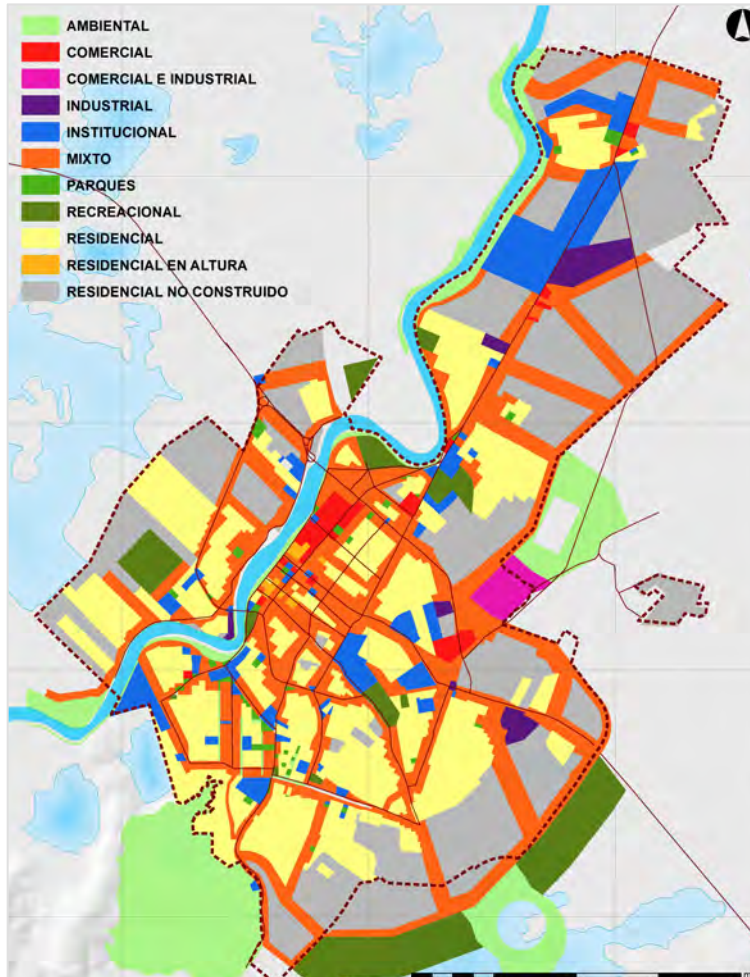 AMBIENTAL
COMERCIAL
COMERCIAL E INDUSTRIAL
INDUSTRIAL
INSTITUCIONAL
MIXTO
PARQUES
RECREACIONAL
RESIDENCIAL
RESIDENCIAL EN ALTURA
RESIDENCIAL NO CONSTRUIDO